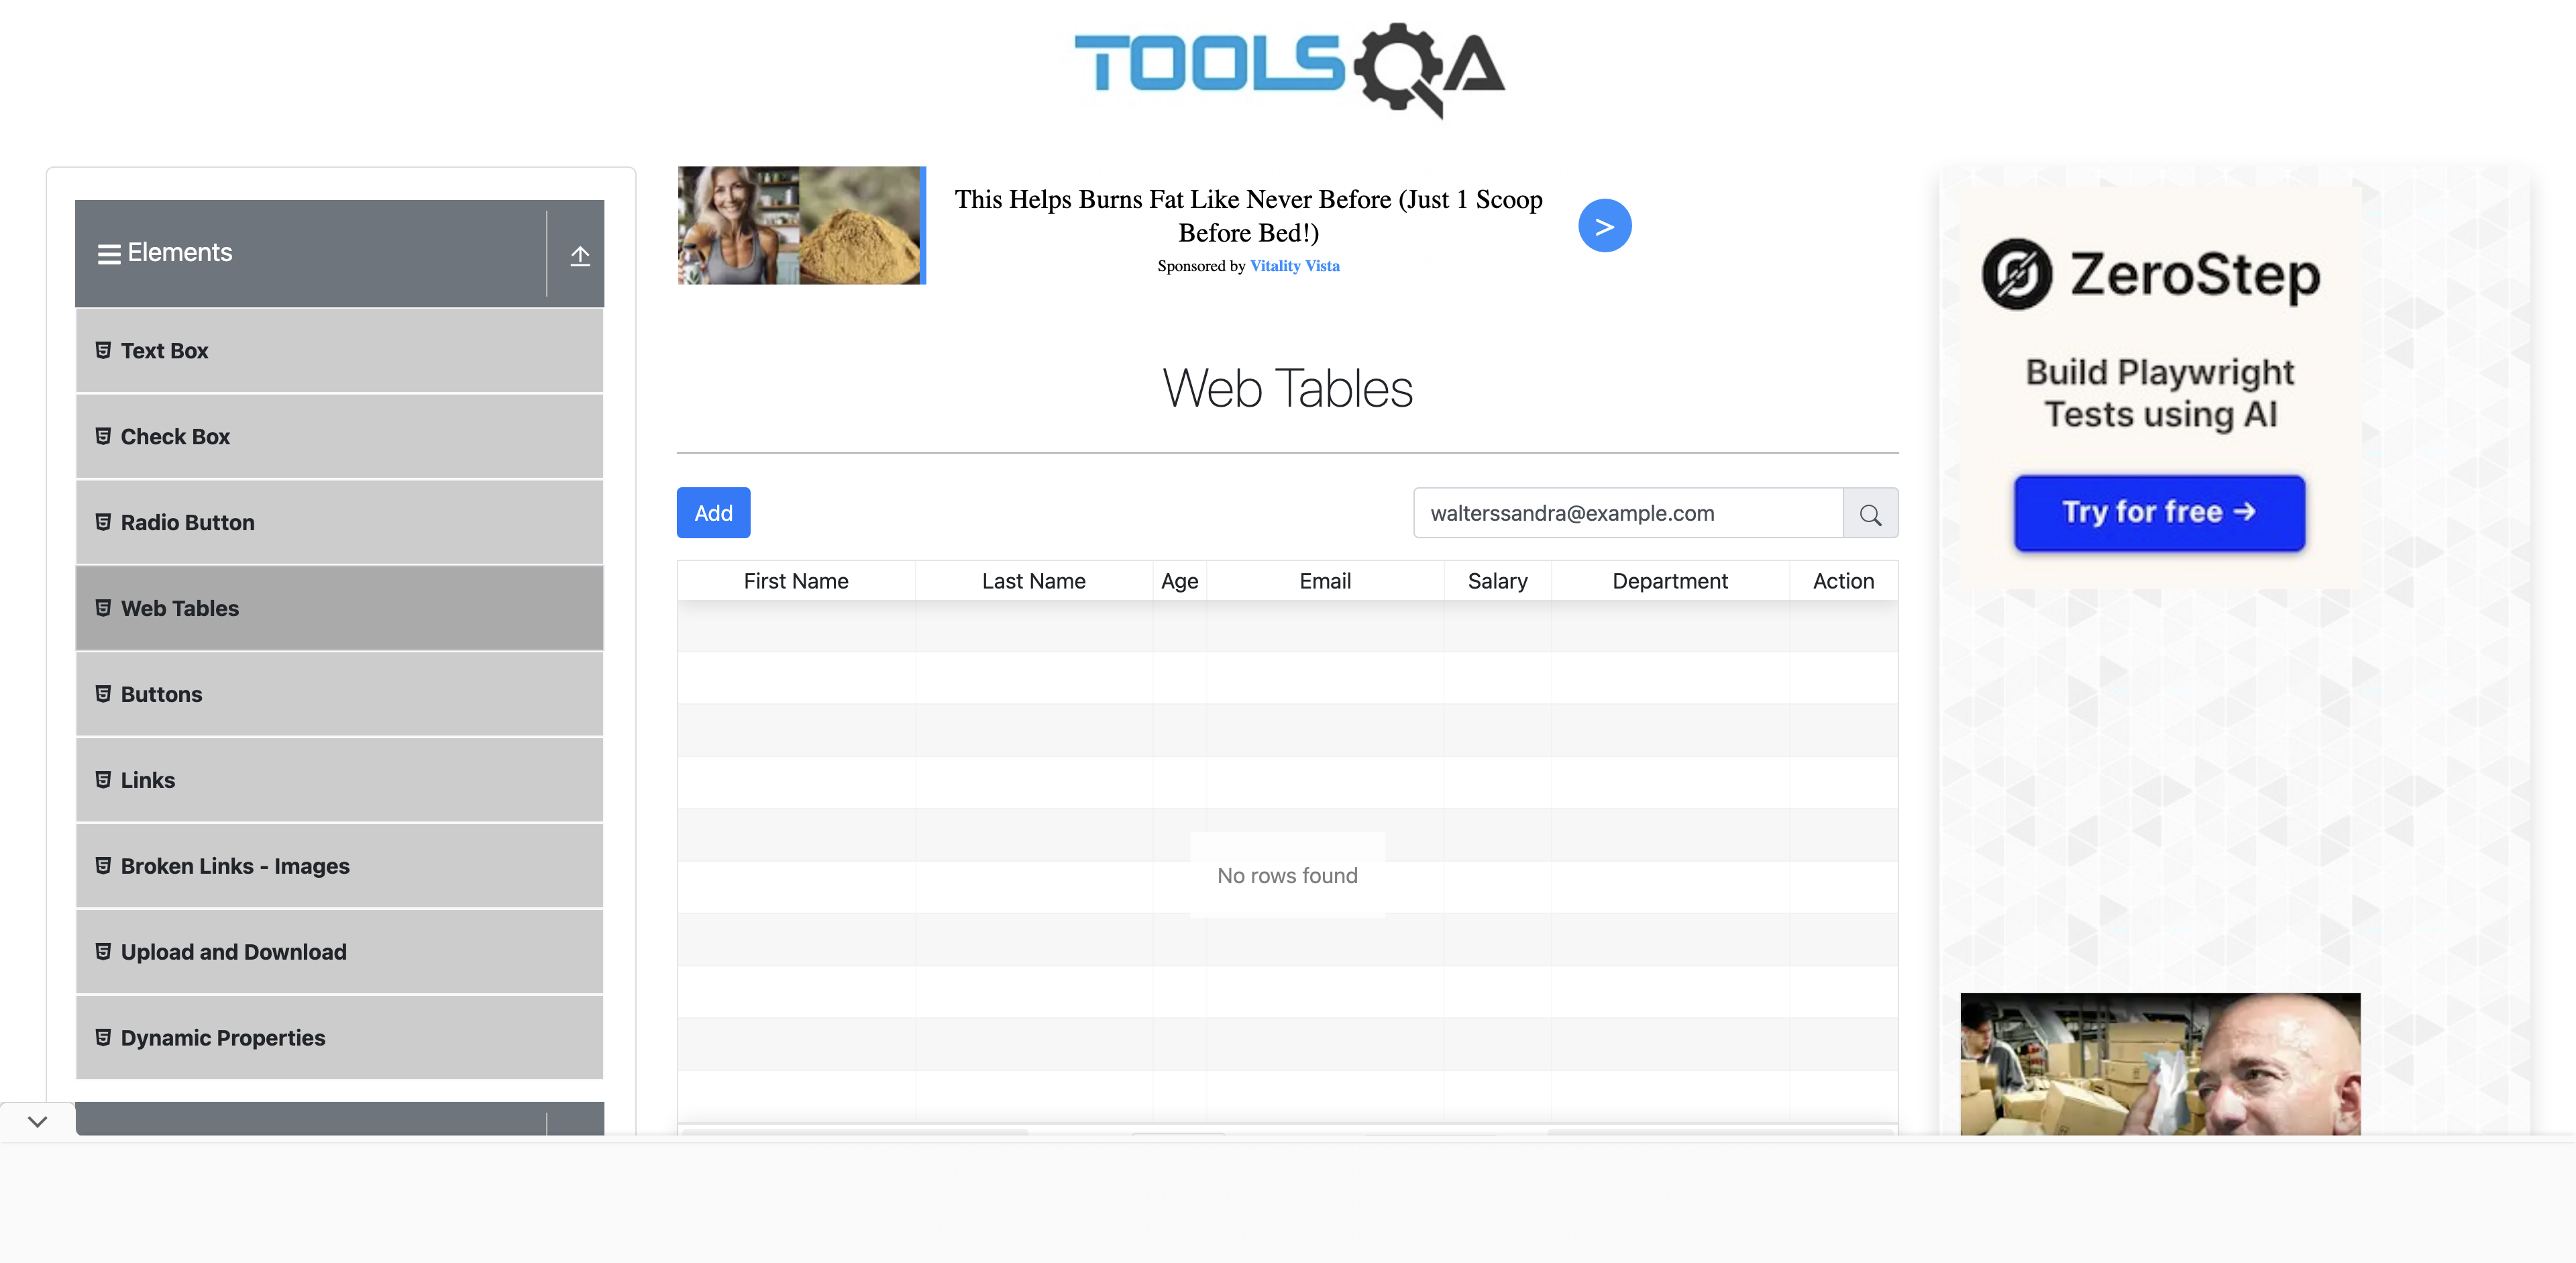 TOOLSQA
Elements
Text Box
Check Box
Radio Button
Web Tables
Buttons
Links
Broken Links - Images
Upload and Download
Dynamic Properties
This Helps Burns Fat Like Never Before (Just 1 Scoop
Before Bed!)
Sponsored by Vitality Vista
>
Web Tables
Add
walterssandra@example.com
First Name Last Name Age Email Salary Department Action
No rows found
ZeroStep
Build Playwright
Tests using AI
Try for free →